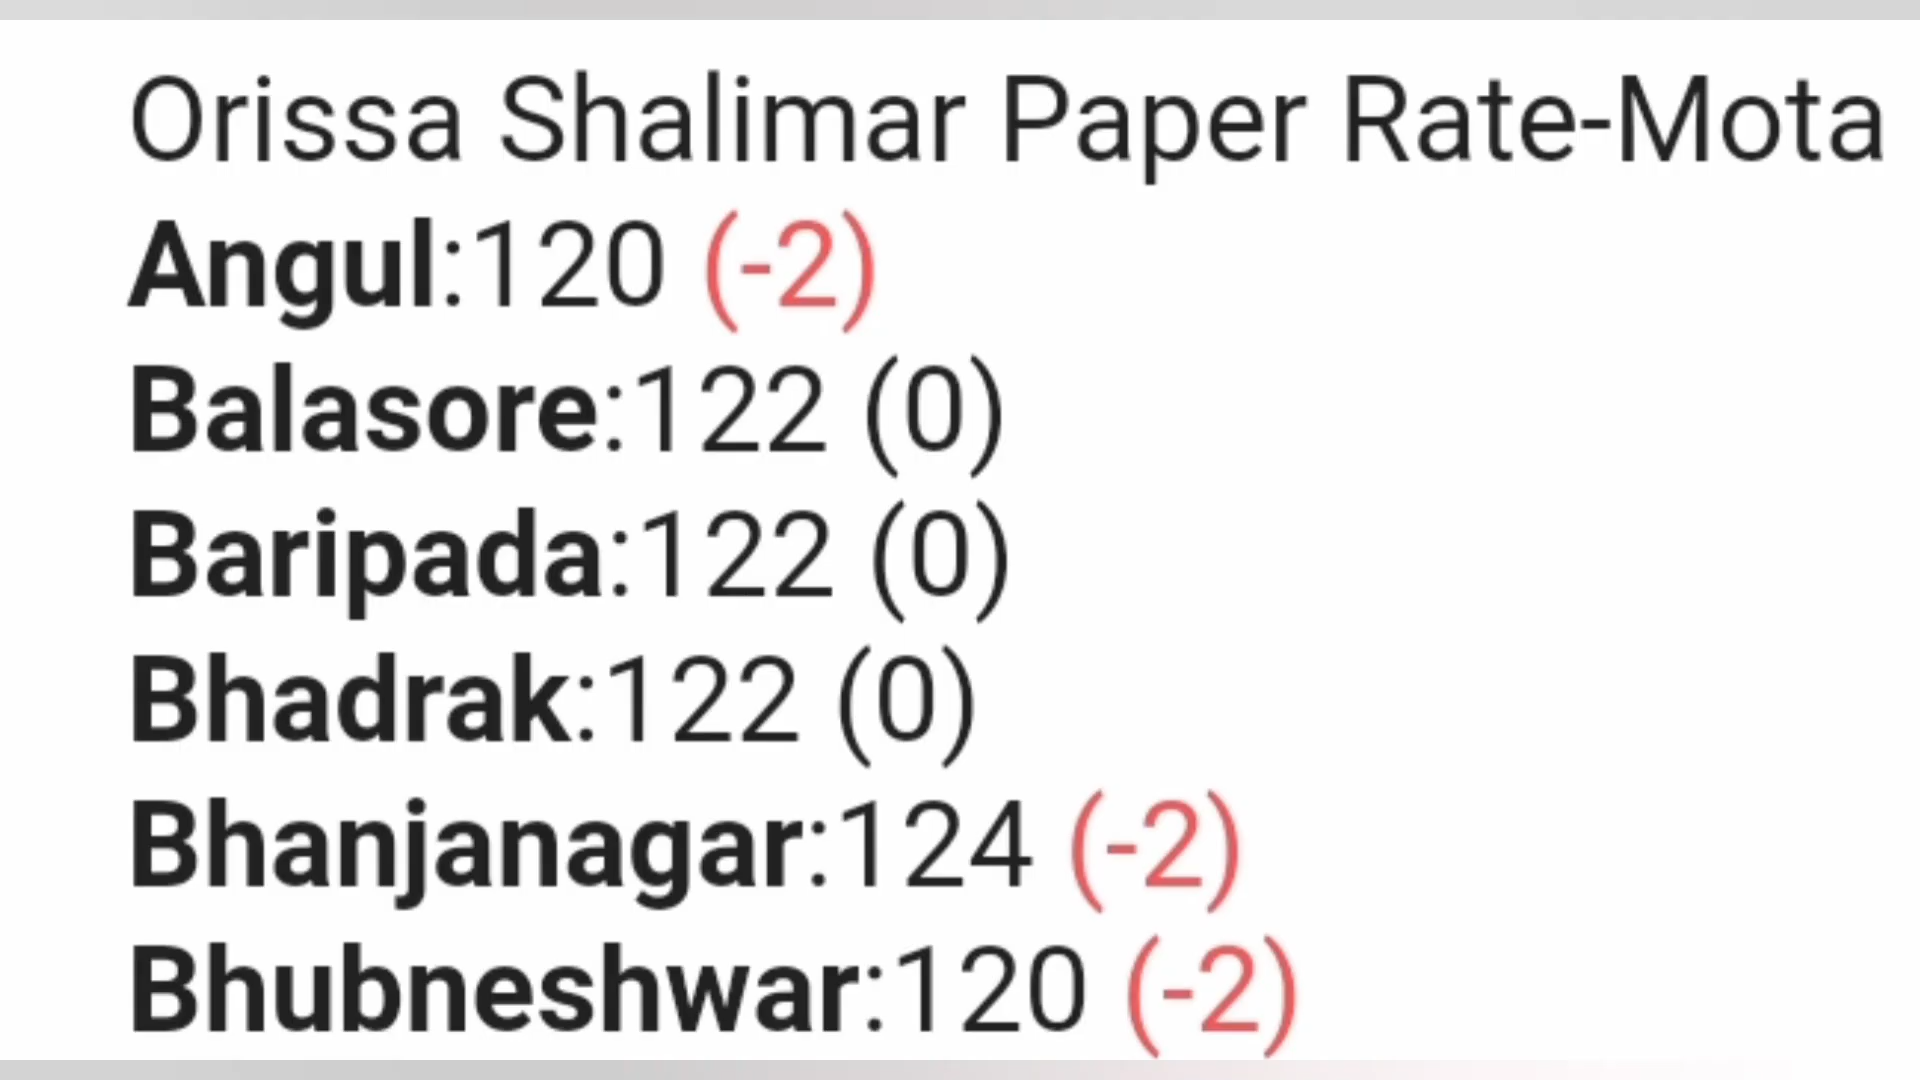 Orissa Shalimar Paper Rate-Mota
Angul:120 (-2)
Balasore:122 (0)
Baripada:122 (0)
Bhadrak:122 (0)
Bhanjanagar:124 (-2)
Bhubneshwar:120 (-2)